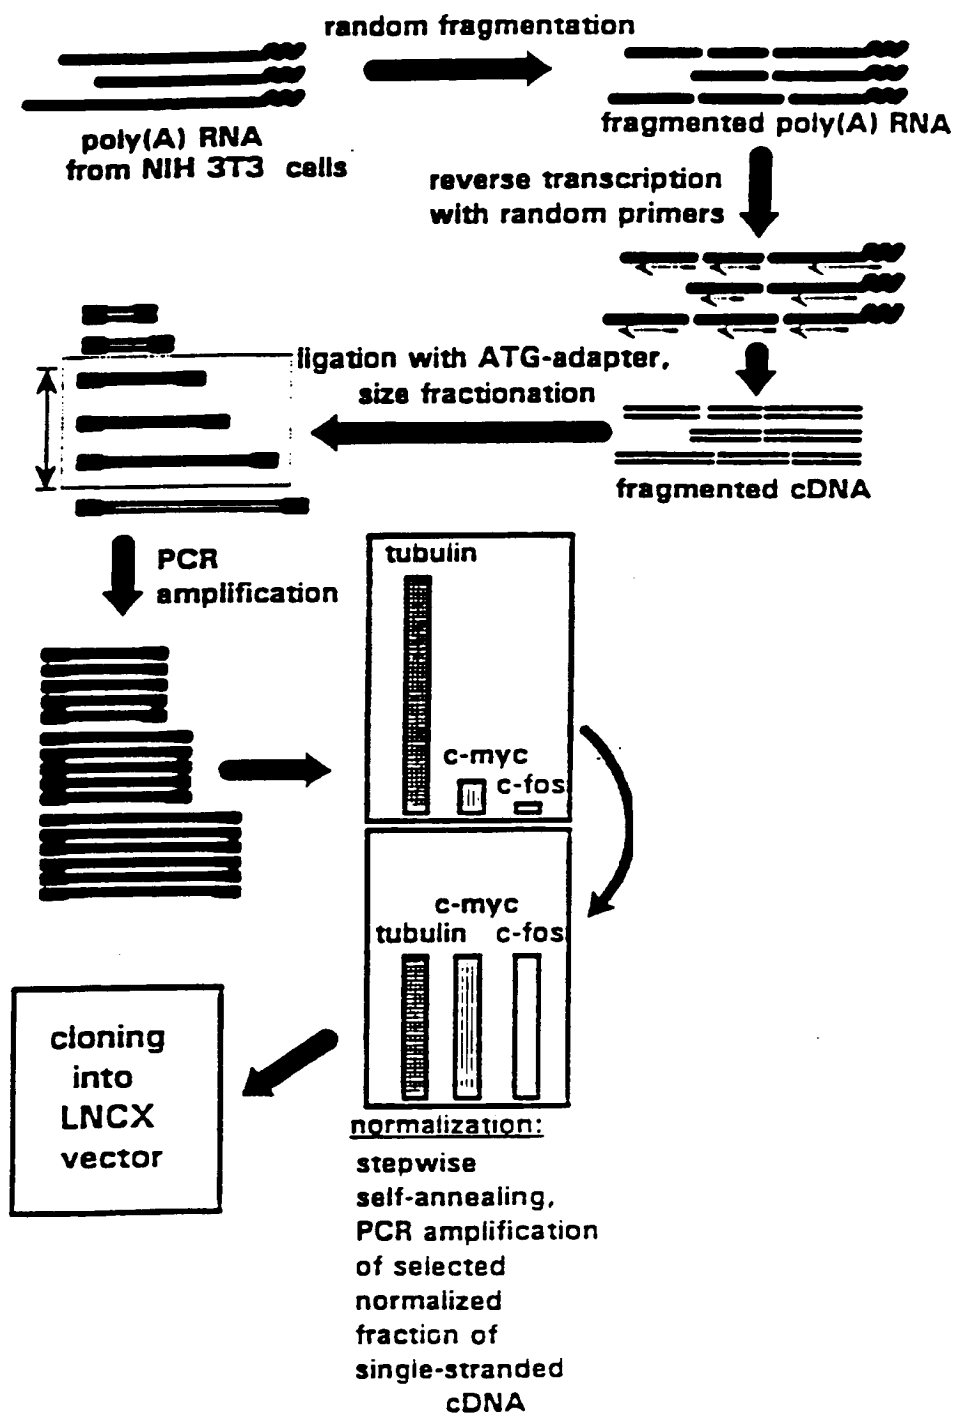 random fragmentation
poly(A) RNA
from NIH 3T3 cells
fragmented poly(A) RNA
reverse transcription
with random primers
ligation with ATG-adapter,
size fractionation
fragmented cDNA
PCR
amplification
tubulin
c-myc
c-fos
c-myc
tubulin c-fos
cloning
into
LNCX
vector
normalization:
stepwise
self-annealing,
PCR amplification
of selected
normalized
fraction of
single-stranded
cDNA